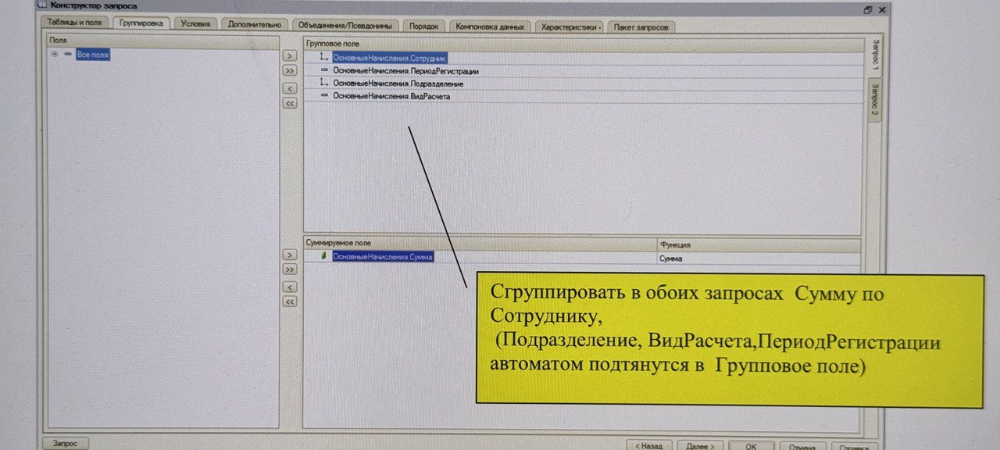 Конструктор запроса
Таблицы и поля Группировка Условия Дополнительно Объединения/Псевдонимы Порядок Компоновка данных Характеристики Пакет запросов
Поля
Все поля
Групповое поле
ОсновныеНачисления.Сотрудник
ОсновныеНачисления.ПериодРегистрации
ОсновныеНачисления.Подразделение
ОсновныеНачисления.ВидРасчета
Запрос 1
Запрос 2
>
>>
<
<<
Суммируемое поле Функция
ОсновныеНачисления.Сумма Сумма
>
>>
<
<<
Сгруппировать в обоих запросах Сумму по
Сотруднику,
(Подразделение, ВидРасчета,ПериодРегистрации
автоматом подтянутся в Групповое поле)
Запрос < Назад Далее > OK Отмена Справка